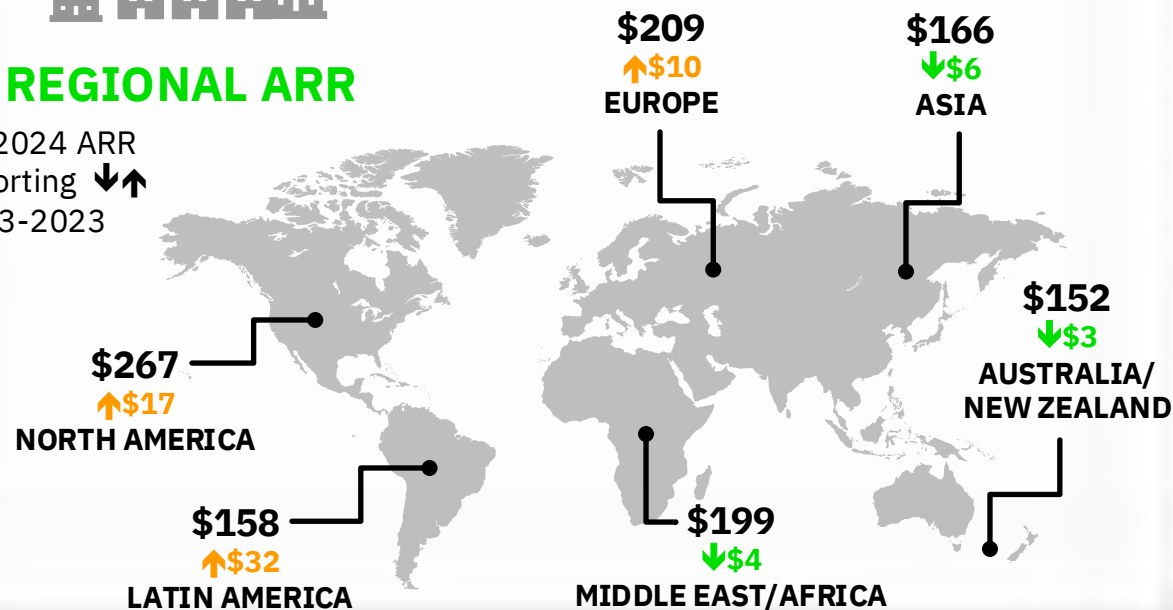 REGIONAL ARR
2024 ARR
orting ↓↑
3-2023
$209
↑$10
EUROPE
$166
↓$6
ASIA
$152
↓$3
AUSTRALIA/
NEW ZEALAND
$267
↑$17
NORTH AMERICA
$158
↑$32
LATIN AMERICA
$199
↓$4
MIDDLE EAST/AFRICA